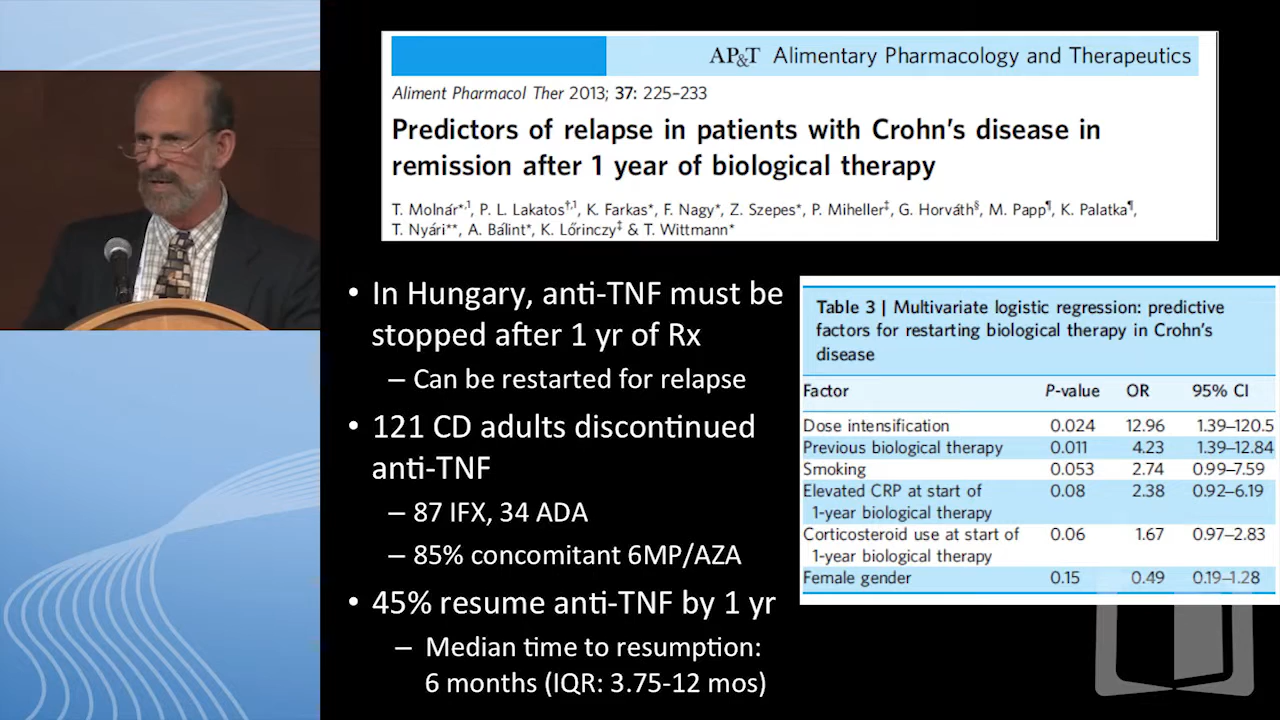 AP&T Alimentary Pharmacology and Therapeutics
Aliment Pharmacol Ther 2013; 37: 225–233
Predictors of relapse in patients with Crohn's disease in
remission after 1 year of biological therapy
T. Molnár*,¹, P. L. Lakatos†,¹, K. Farkas*, F. Nagy*, Z. Szepes*, P. Miheller‡, G. Horváth§, M. Papp¶, K. Palatka¶,
T. Nyári**, A. Bálint*, K. Lőrinczy‡ & T. Wittmann*
• In Hungary, anti-TNF must be
stopped after 1 yr of Rx
– Can be restarted for relapse
• 121 CD adults discontinued
anti-TNF
– 87 IFX, 34 ADA
– 85% concomitant 6MP/AZA
• 45% resume anti-TNF by 1 yr
– Median time to resumption:
6 months (IQR: 3.75-12 mos)
Table 3 | Multivariate logistic regression: predictive
factors for restarting biological therapy in Crohn's
disease
Factor P-value OR 95% CI
Dose intensification 0.024 12.96 1.39–120.5
Previous biological therapy 0.011 4.23 1.39–12.84
Smoking 0.053 2.74 0.99–7.59
Elevated CRP at start of 0.08 2.38 0.92–6.19
1-year biological therapy
Corticosteroid use at start of 0.06 1.67 0.97–2.83
1-year biological therapy
Female gender 0.15 0.49 0.19–1.28